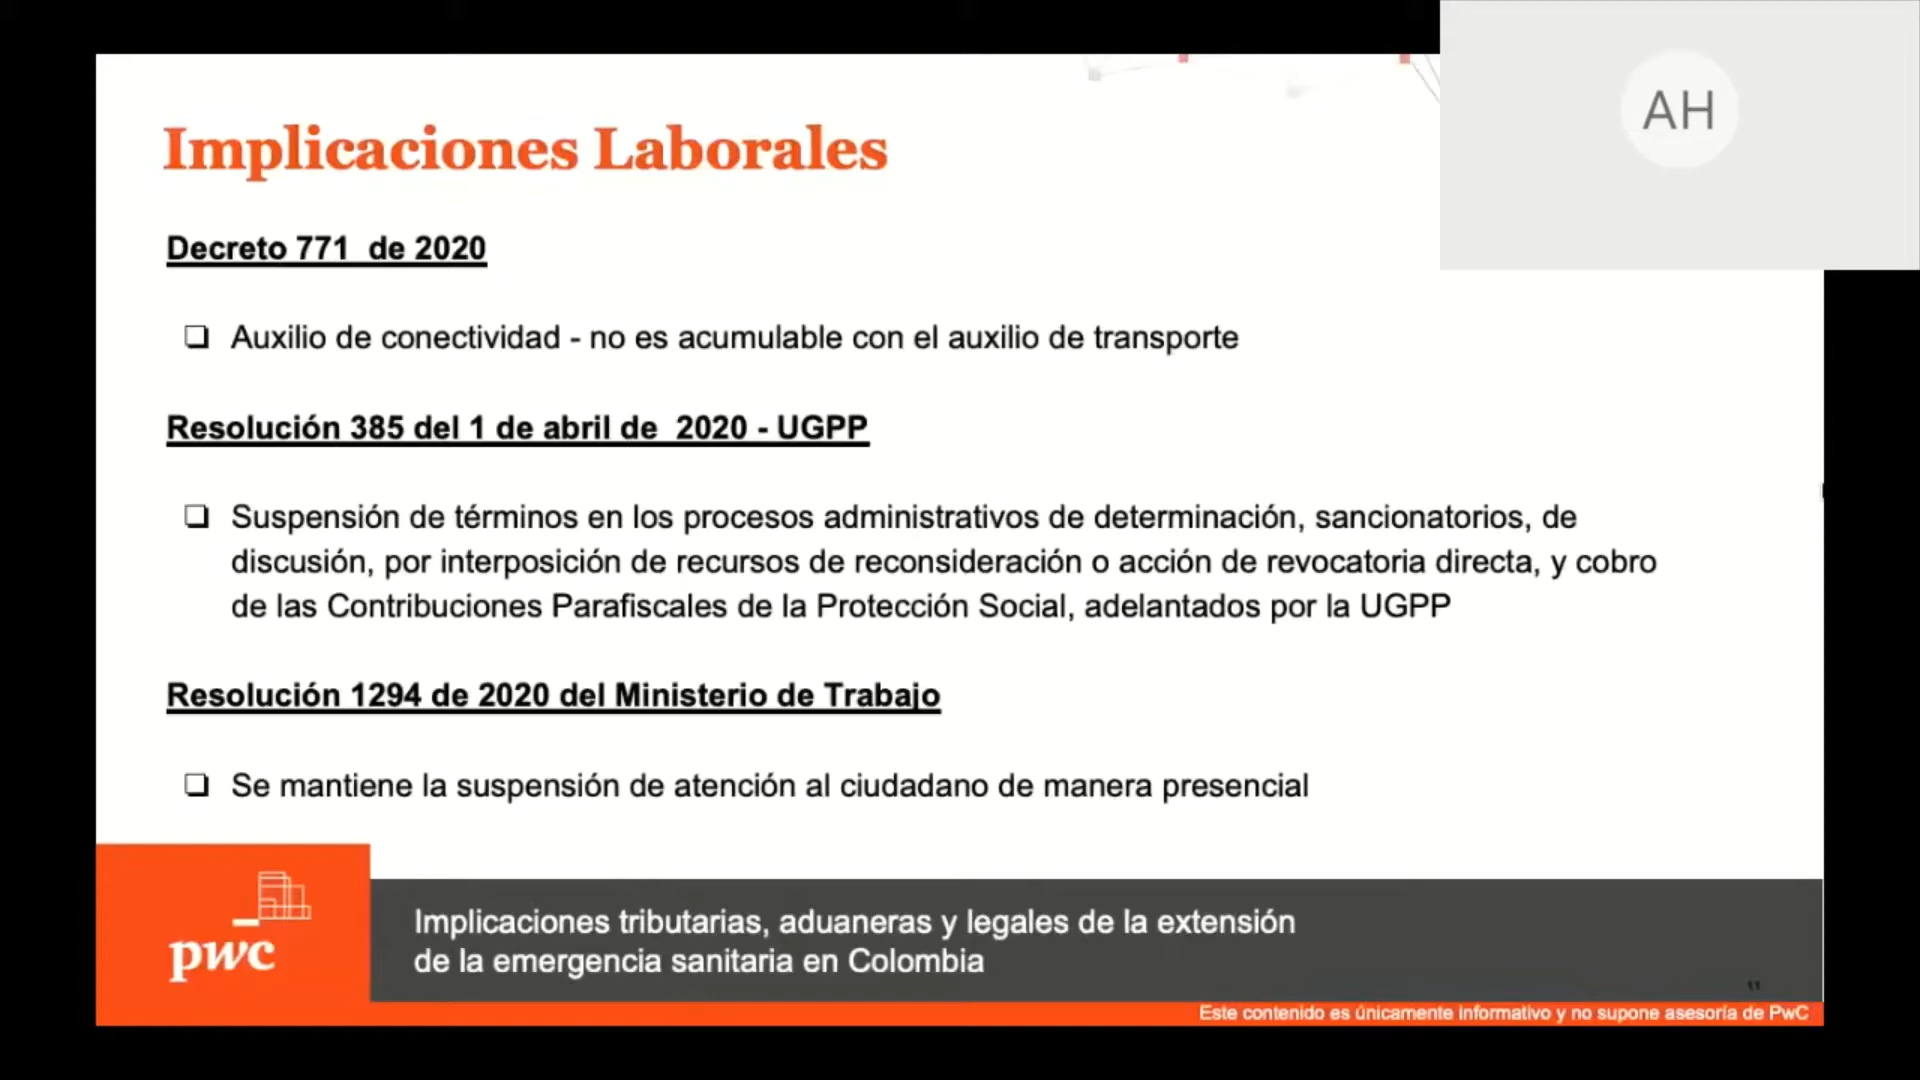 AH
Implicaciones Laborales
Decreto 771 de 2020
❑ Auxilio de conectividad - no es acumulable con el auxilio de transporte
Resolución 385 del 1 de abril de 2020 - UGPP
❑ Suspensión de términos en los procesos administrativos de determinación, sancionatorios, de
discusión, por interposición de recursos de reconsideración o acción de revocatoria directa, y cobro
de las Contribuciones Parafiscales de la Protección Social, adelantados por la UGPP
Resolución 1294 de 2020 del Ministerio de Trabajo
❑ Se mantiene la suspensión de atención al ciudadano de manera presencial
pwc
Implicaciones tributarias, aduaneras y legales de la extensión
de la emergencia sanitaria en Colombia
11
Este contenido es únicamente informativo y no supone asesoría de PwC